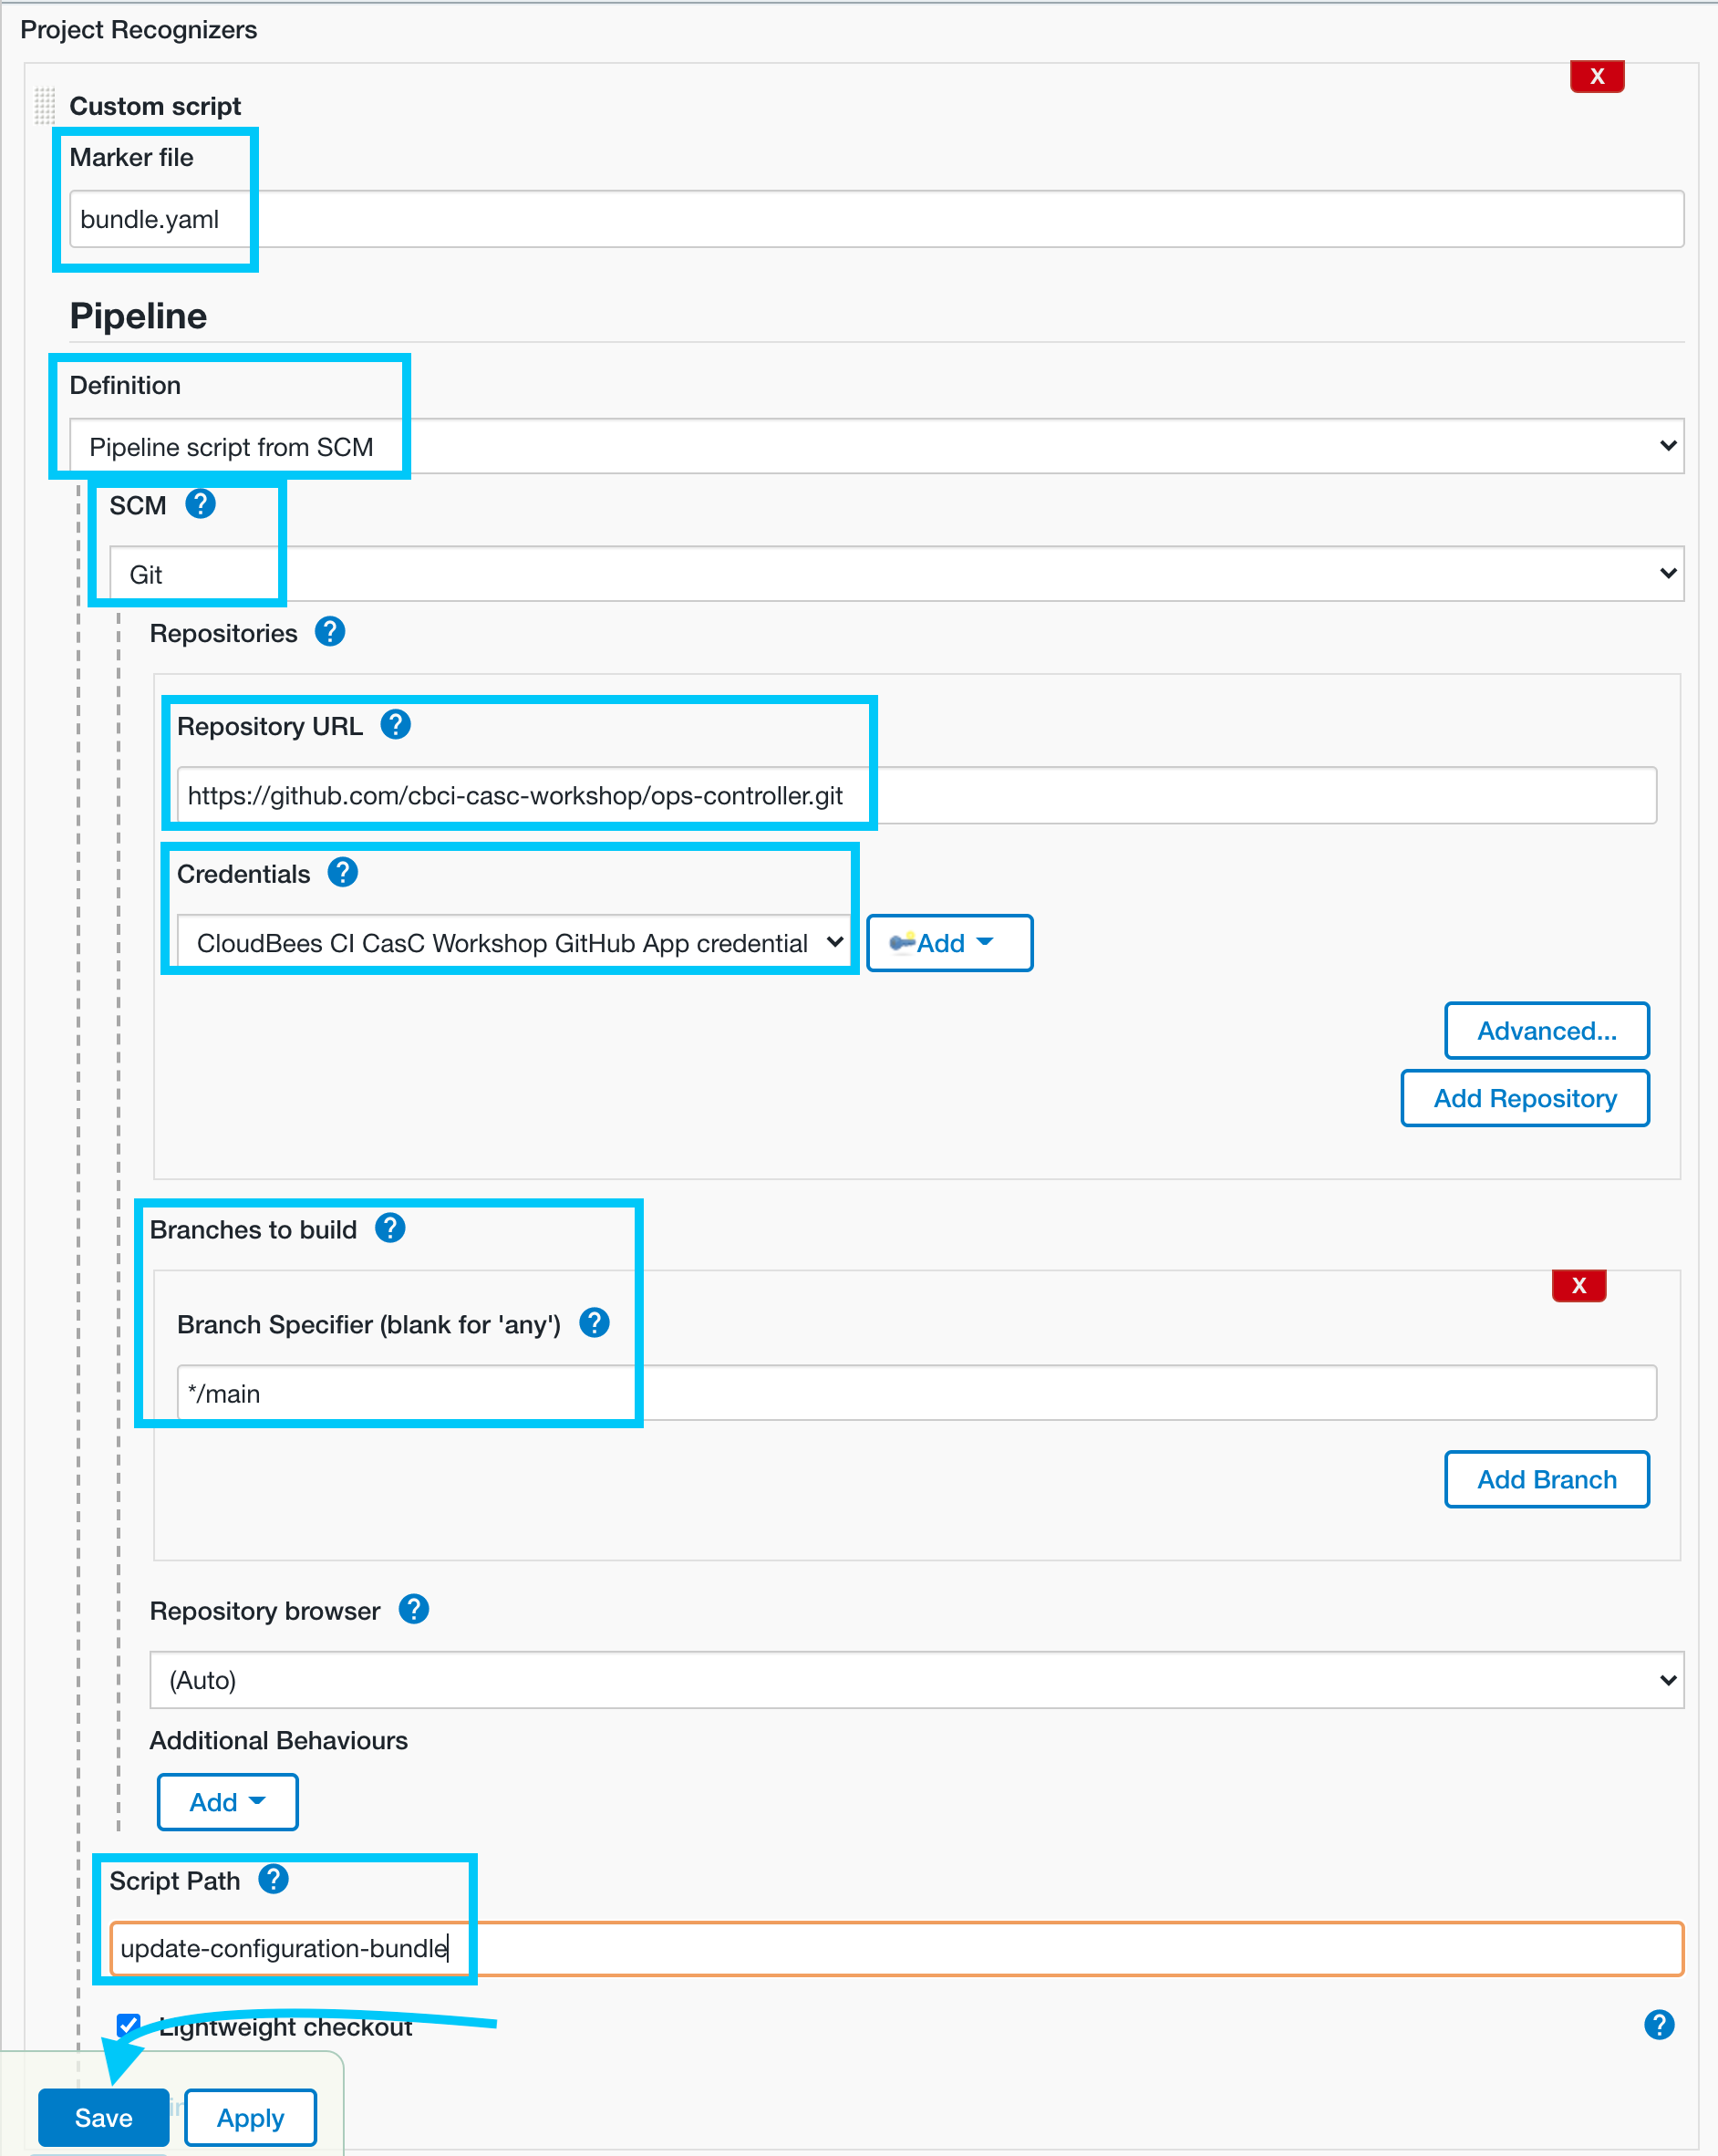 Project Recognizers
X
Custom script
Marker file
bundle.yaml
Pipeline
Definition
Pipeline script from SCM
SCM ?
Git
Repositories ?
Repository URL ?
https://github.com/cbci-casc-workshop/ops-controller.git
Credentials ?
CloudBees CI CasC Workshop GitHub App credential
Add
Advanced...
Add Repository
Branches to build ?
X
Branch Specifier (blank for 'any') ?
*/main
Add Branch
Repository browser ?
(Auto)
Additional Behaviours
Add
Script Path ?
update-configuration-bundle
Lightweight checkout ?
Save Apply